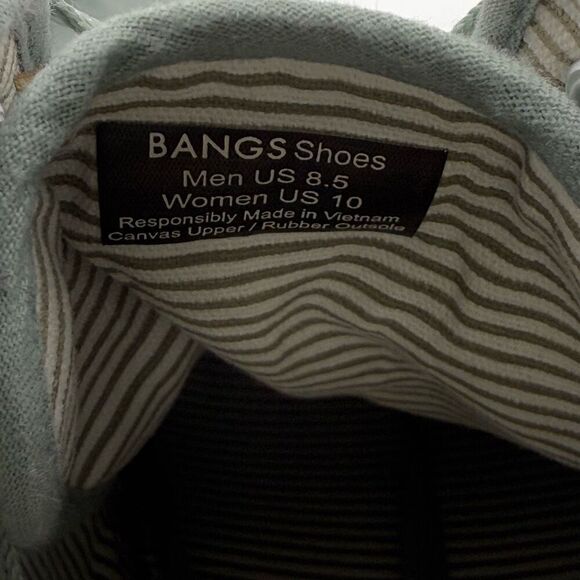 BANGS Shoes
Men US 8.5
Women US 10
Responsibly Made in Vietnam
Canvas Upper / Rubber Outsole